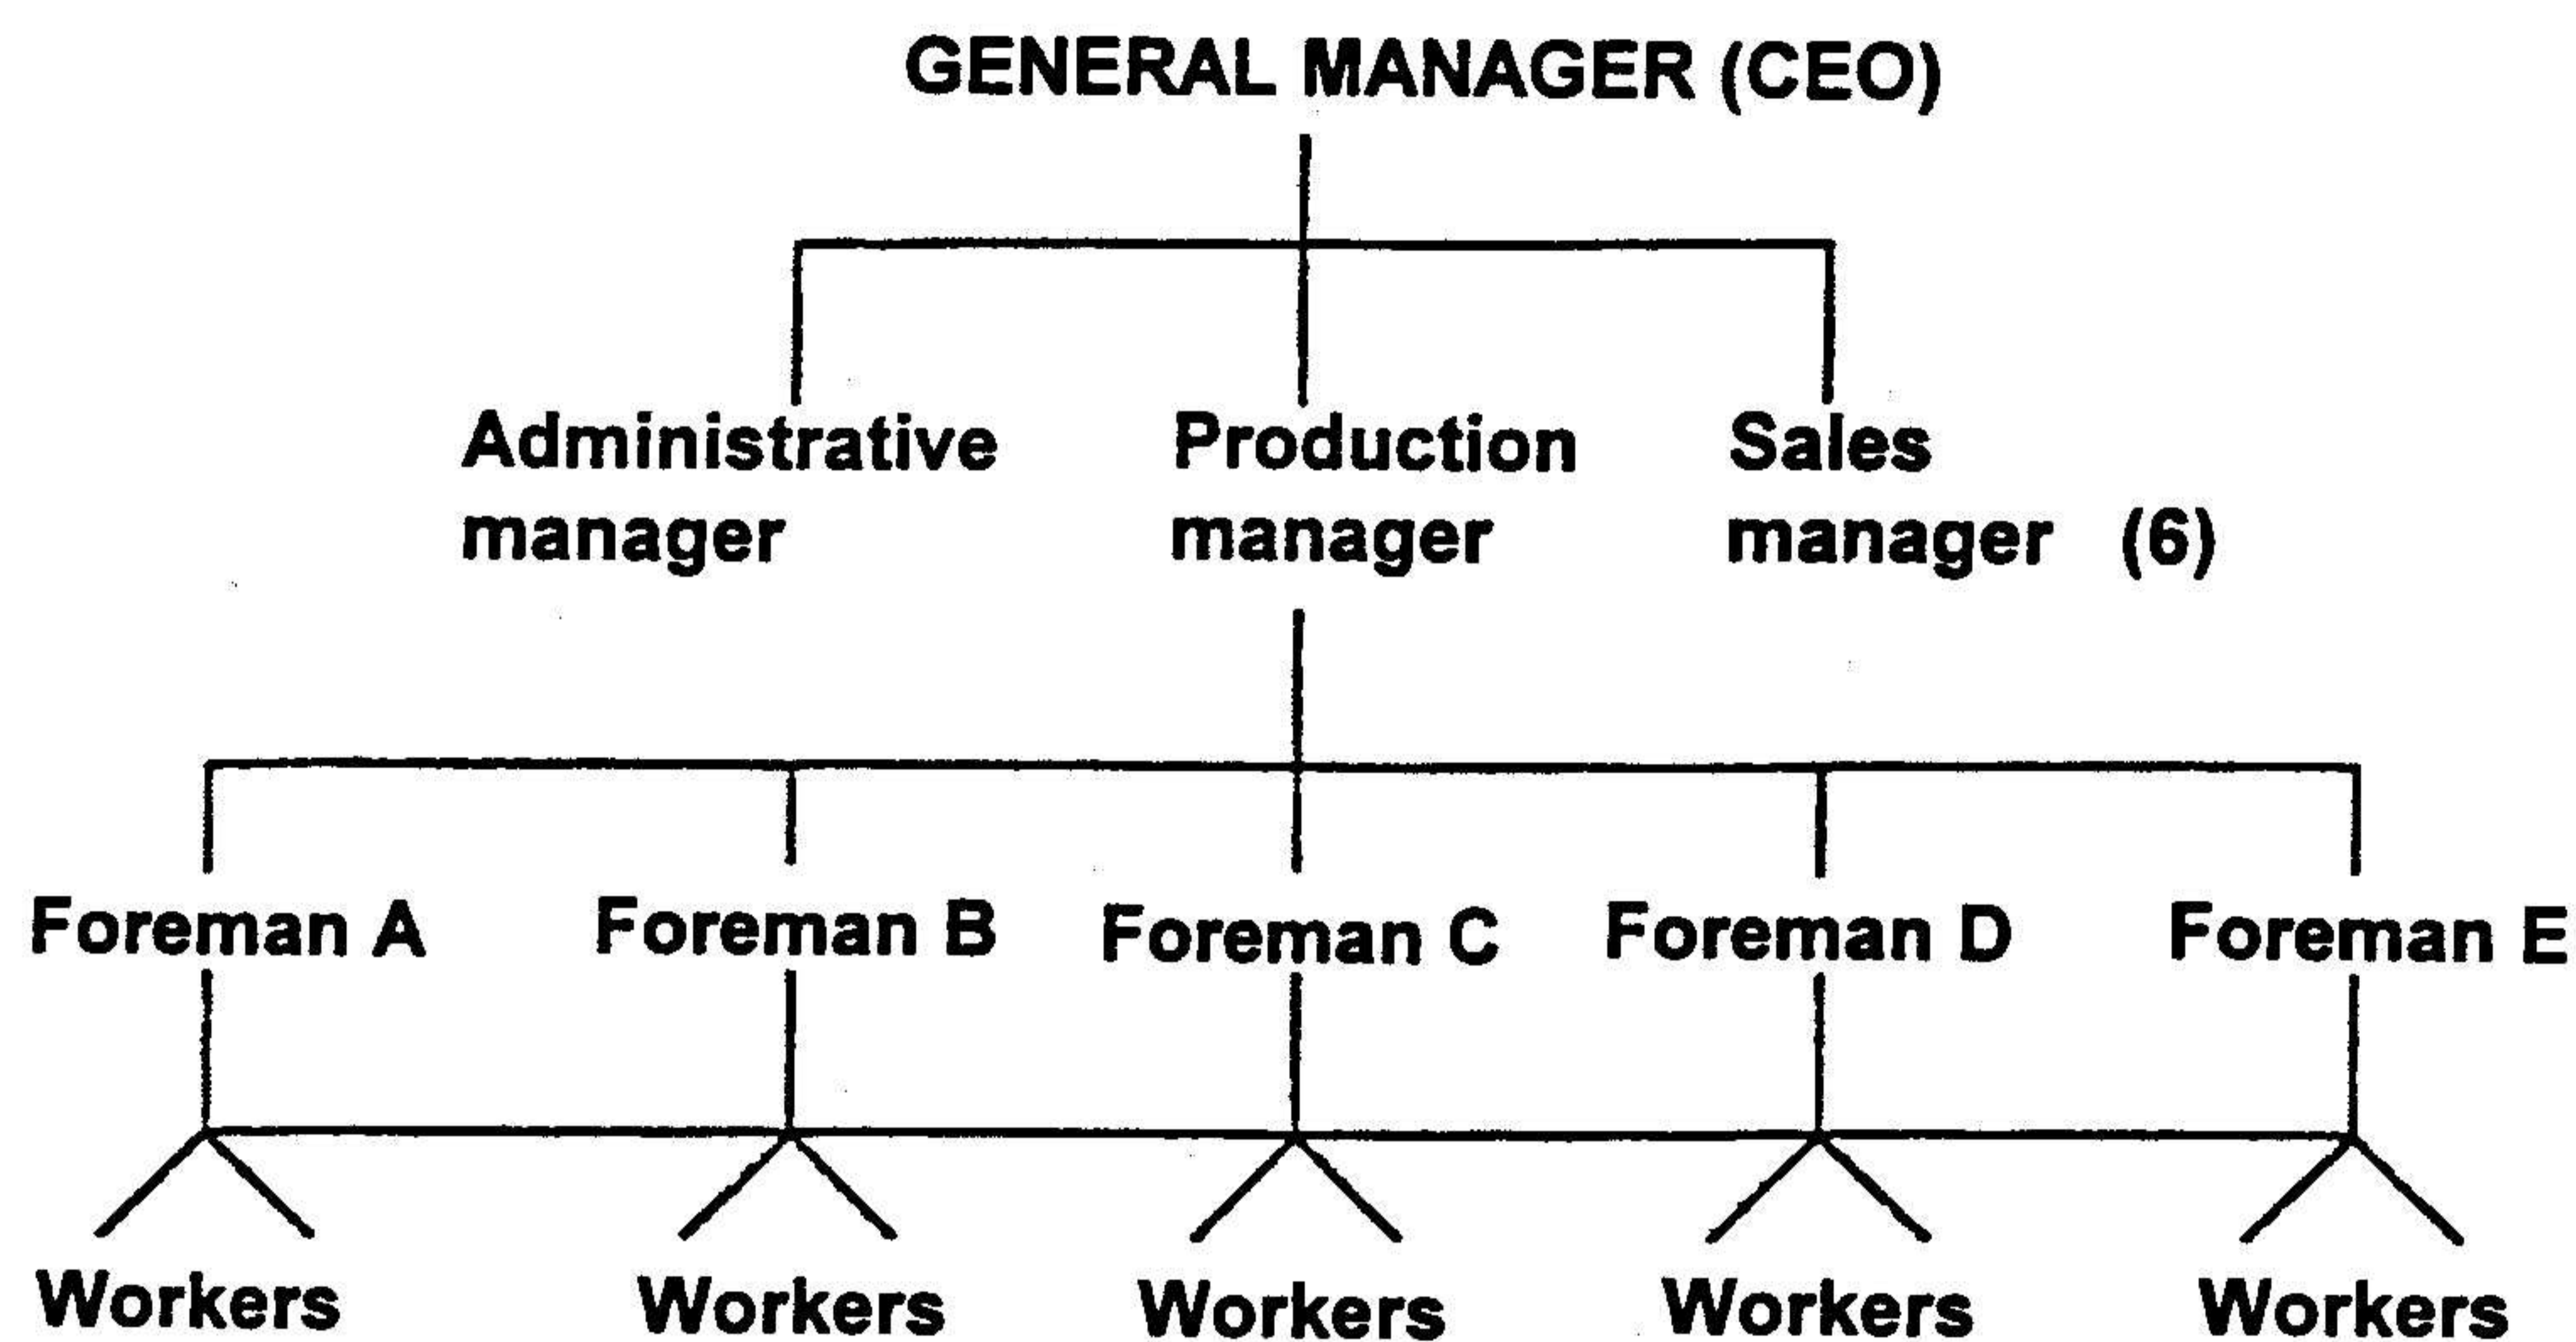 GENERAL MANAGER (CEO)
Administrative manager
Production manager
Sales manager (6)
Foreman A
Foreman B
Foreman C
Foreman D
Foreman E
Workers
Workers
Workers
Workers
Workers